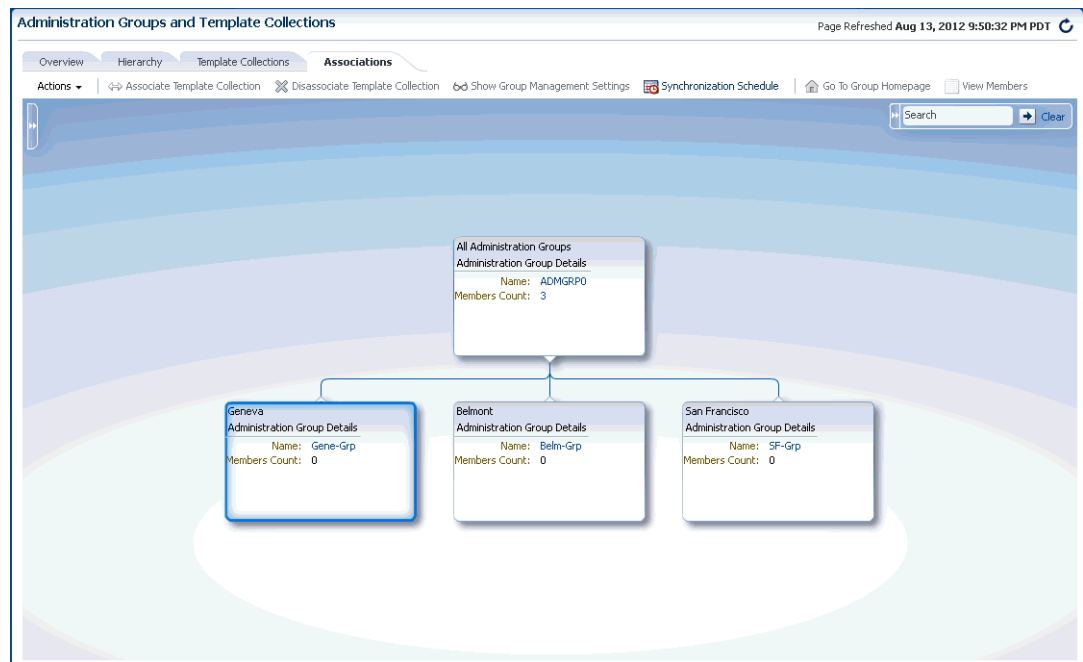 Administration Groups and Template Collections
Page Refreshed Aug 13, 2012 9:50:32 PM PDT
Overview Hierarchy Template Collections Associations
Actions Associate Template Collection Disassociate Template Collection Show Group Management Settings Synchronization Schedule Go To Group Homepage View Members
Search Clear
All Administration Groups
Administration Group Details
Name: ADMGRP0
Members Count: 3
Geneva
Administration Group Details
Name: Gene-Grp
Members Count: 0
Belmont
Administration Group Details
Name: Belm-Grp
Members Count: 0
San Francisco
Administration Group Details
Name: SF-Grp
Members Count: 0